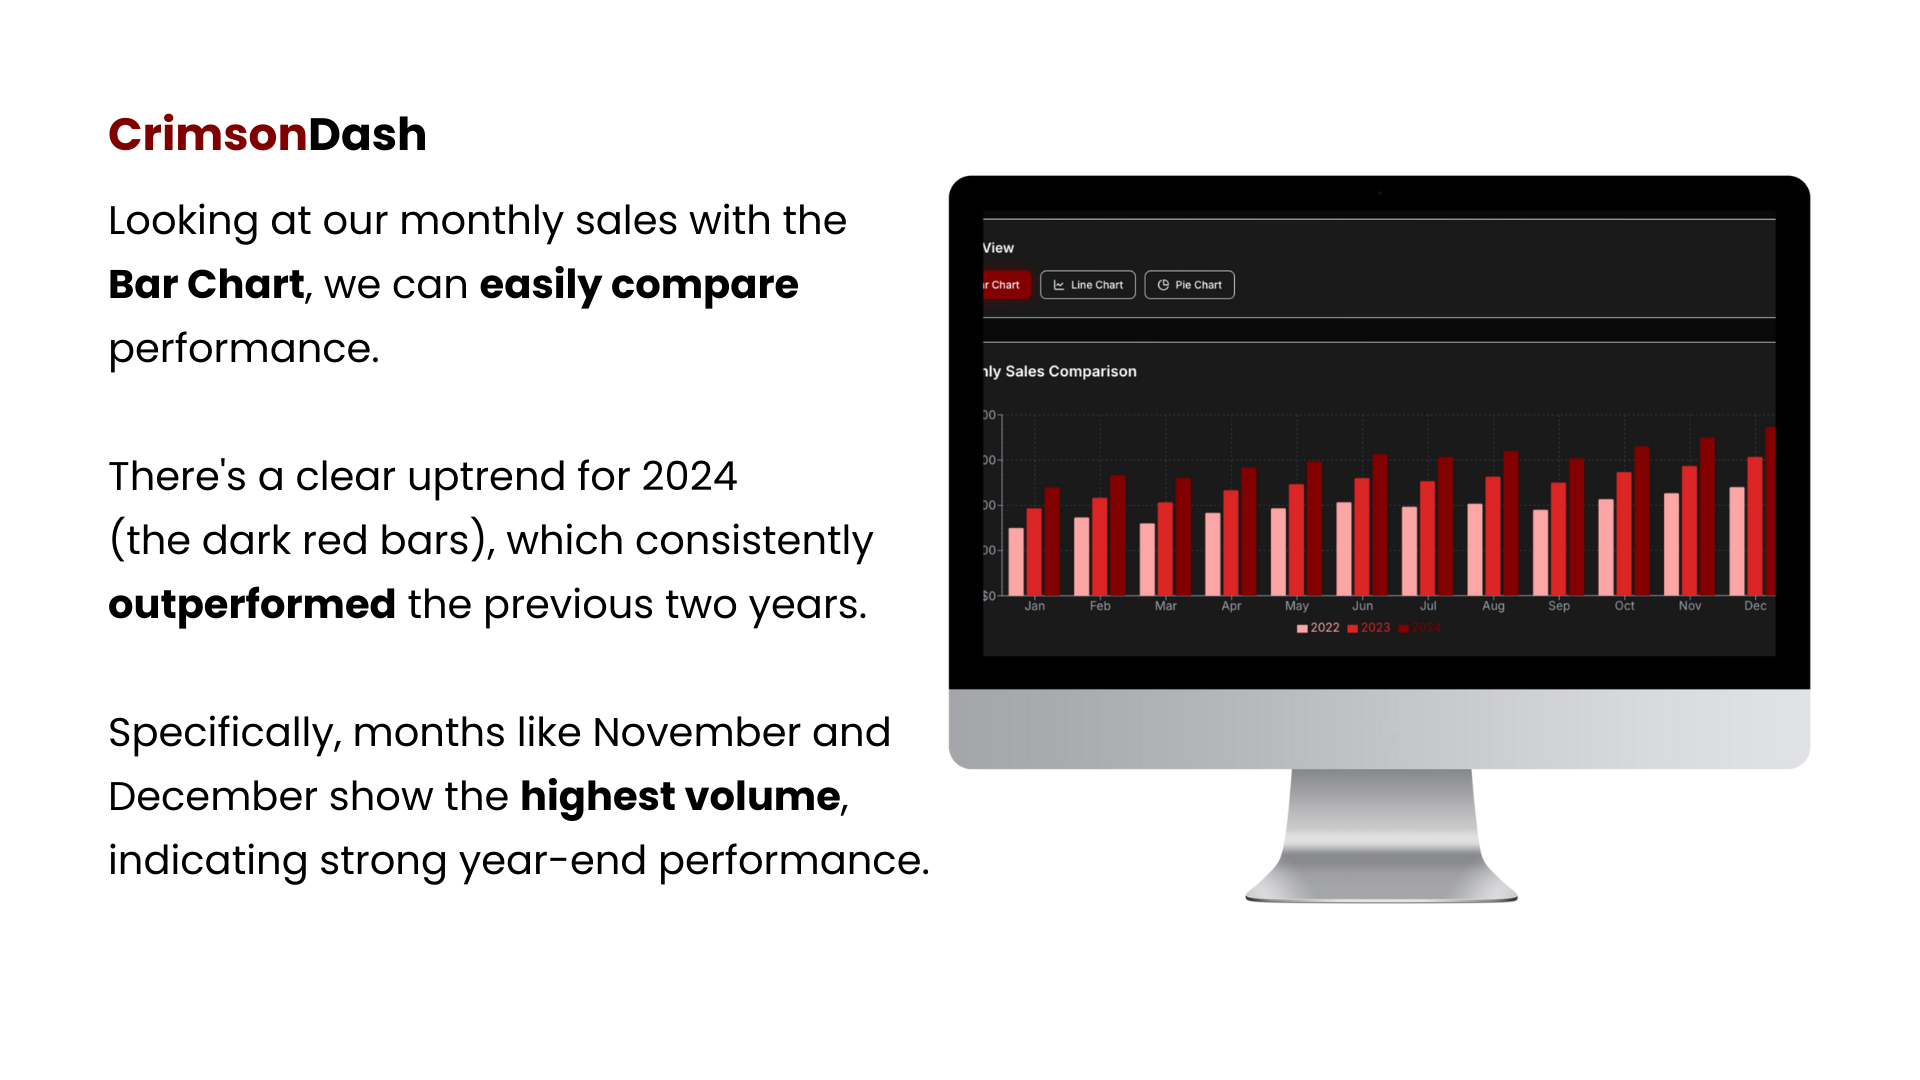 CrimsonDash
Looking at our monthly sales with the
Bar Chart, we can easily compare
performance.
There's a clear uptrend for 2024
(the dark red bars), which consistently
outperformed the previous two years.
Specifically, months like November and
December show the highest volume,
indicating strong year-end performance.
View
r Chart Line Chart Pie Chart
hly Sales Comparison
00
00
00
00
$0
Jan Feb Mar Apr May Jun Jul Aug Sep Oct Nov Dec
2022 2023 2024